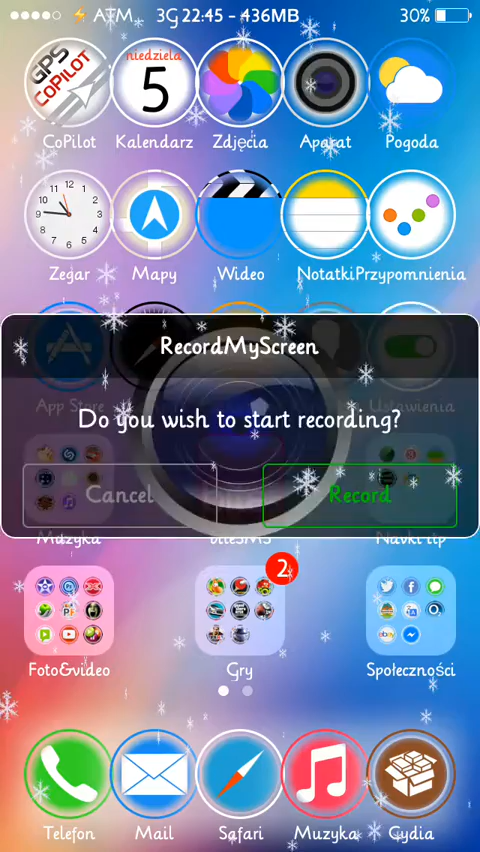 ATM 3G 22:45 - 436MB 30%
GPS
COPILOT
niedziela
5
CoPilot Kalendarz Zdjęcia Aparat Pogoda
12
Zegar Mapy Wideo Notatki Przypomnienia
RecordMyScreen
App Store Ustawienia
Do you wish to start recording?
Cancel Record
Muzyka biteSMS
2
Foto&video Gry Społeczności
Telefon Mail Safari Muzyka Cydia